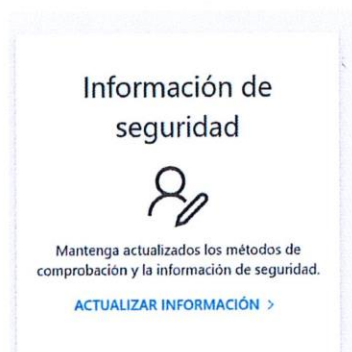 Información de
seguridad
Mantenga actualizados los métodos de
comprobación y la información de seguridad.
ACTUALIZAR INFORMACIÓN >